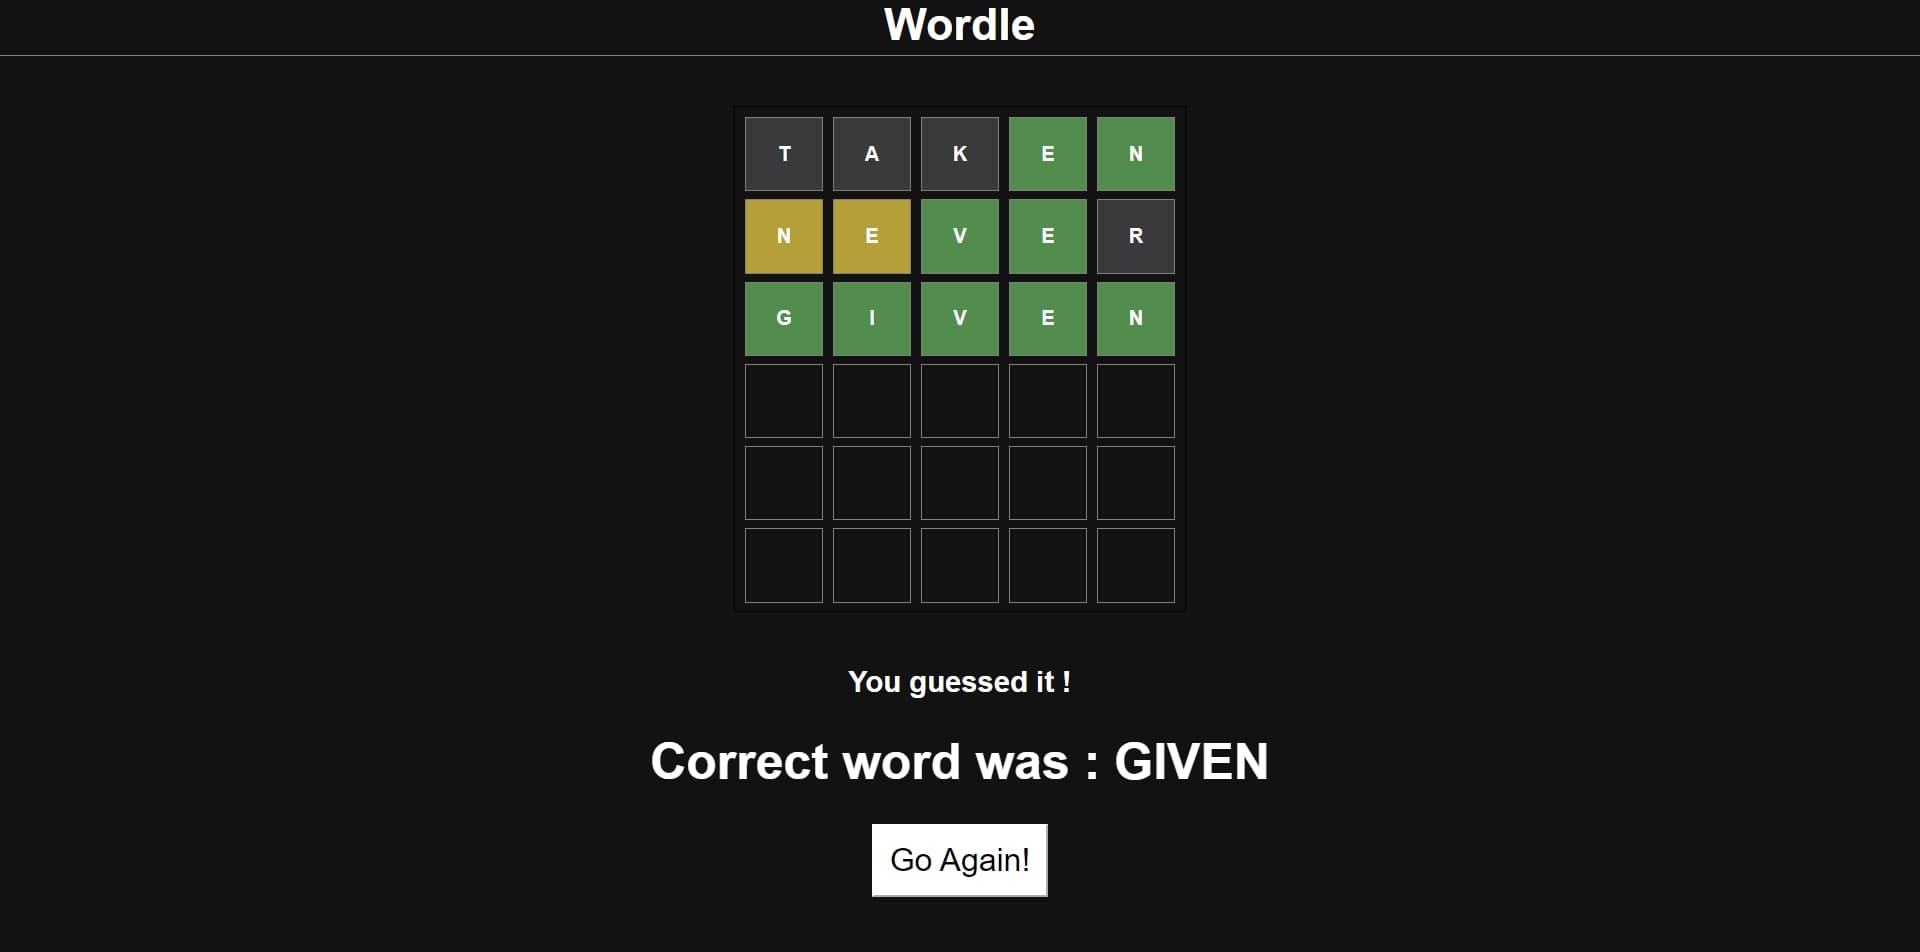 Wordle
T A K E N
N E V E R
G I V E N
You guessed it !
Correct word was : GIVEN
Go Again!